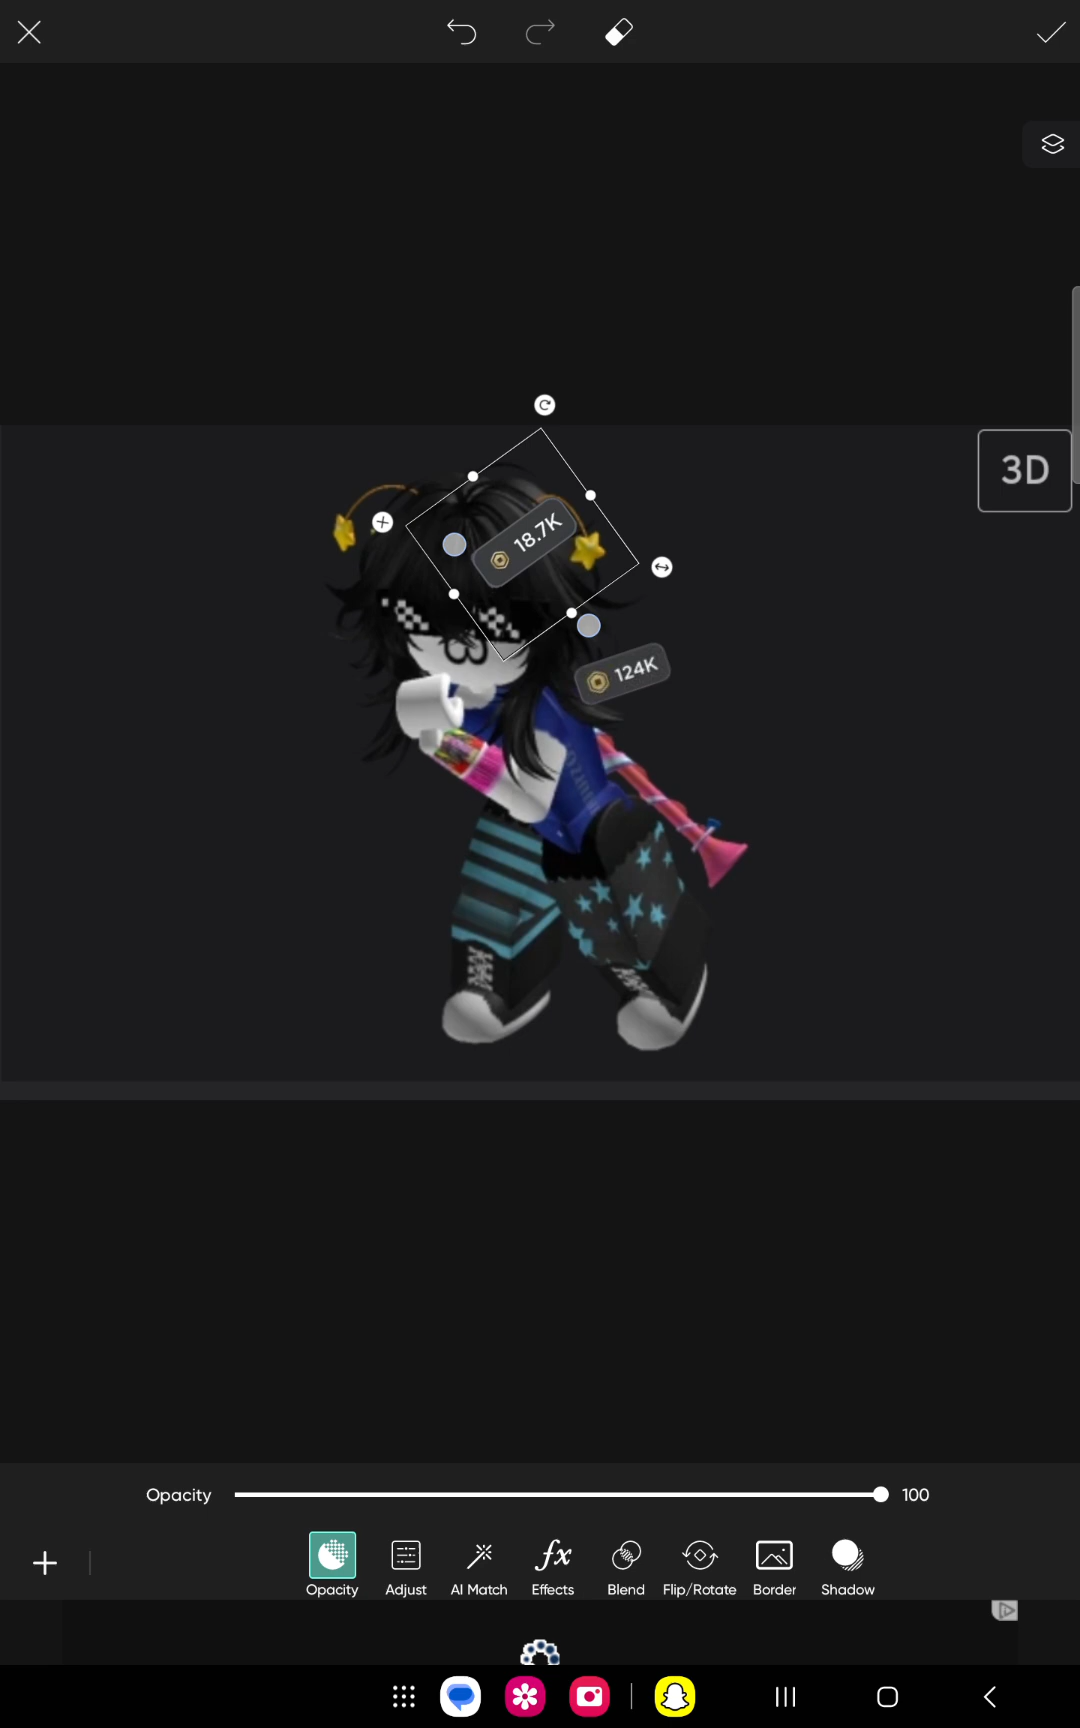 3D
18.7K
124K
Opacity 100
Opacity Adjust AI Match Effects Blend Flip/Rotate Border Shadow